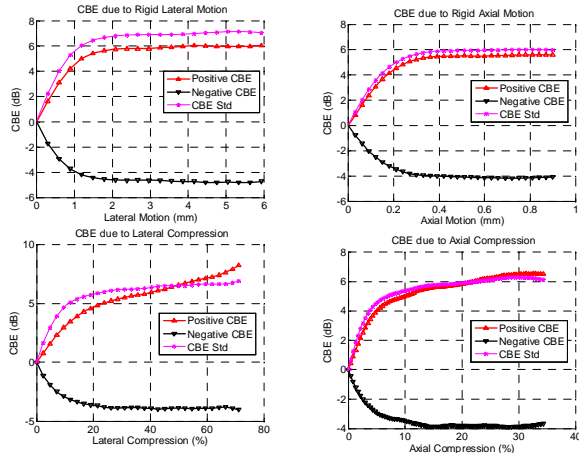 CBE due to Rigid Lateral Motion
8
6
4
2
0
-2
-4
-6
CBE (dB)
Positive CBE
Negative CBE
CBE Std
0 1 2 3 4 5 6
Lateral Motion (mm)
CBE due to Rigid Axial Motion
8
6
4
2
0
-2
-4
-6
CBE (dB)
Positive CBE
Negative CBE
CBE Std
0 0.2 0.4 0.6 0.8 1
Axial Motion (mm)
CBE due to Lateral Compression
10
5
0
-5
CBE (dB)
Positive CBE
Negative CBE
CBE Std
0 20 40 60 80
Lateral Compression (%)
CBE due to Axial Compression
8
6
4
2
0
-2
-4
CBE (dB)
Positive CBE
Negative CBE
CBE Std
0 10 20 30 40
Axial Compression (%)